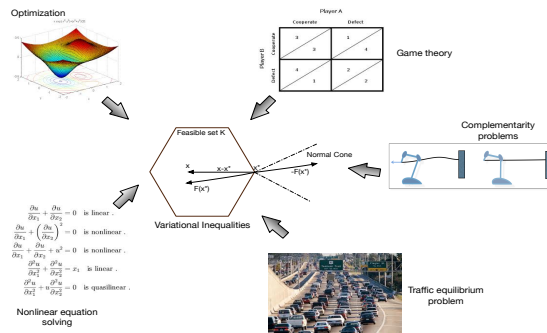 Optimization
Player A
Cooperate Defect
Player B
Cooperate
Defect
3 1
3 4
4 2
1 2
Game theory
Feasible set K
Normal Cone
x x-x* x*
-F(x*)
F(x*)
Variational Inequalities
Complementarity
problems
∂u/∂x₁ + ∂u/∂x₂ = 0 is linear .
∂u/∂x₁ + (∂u/∂x₂)² = 0 is nonlinear .
∂u/∂x₁ + ∂u/∂x₂ + u² = 0 is nonlinear .
∂²u/∂x₁² + ∂²u/∂x₂² = x₁ is linear .
∂²u/∂x₁² + u ∂²u/∂x₂² = 0 is quasilinear .
Nonlinear equation
solving
Traffic equilibrium
problem